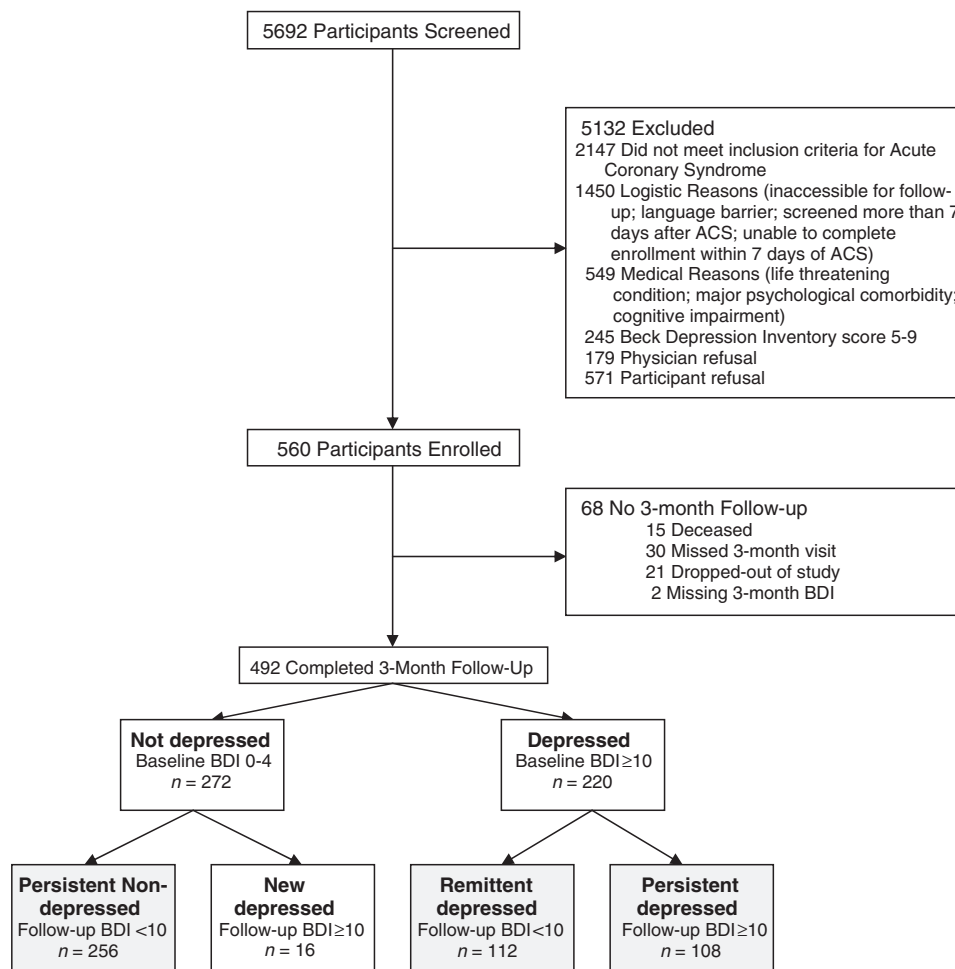 5692 Participants Screened
5132 Excluded
2147 Did not meet inclusion criteria for Acute
Coronary Syndrome
1450 Logistic Reasons (inaccessible for follow-
up; language barrier; screened more than 7
days after ACS; unable to complete
enrollment within 7 days of ACS)
549 Medical Reasons (life threatening
condition; major psychological comorbidity;
cognitive impairment)
245 Beck Depression Inventory score 5-9
179 Physician refusal
571 Participant refusal
560 Participants Enrolled
68 No 3-month Follow-up
15 Deceased
30 Missed 3-month visit
21 Dropped-out of study
2 Missing 3-month BDI
492 Completed 3-Month Follow-Up
Not depressed
Baseline BDI 0-4
n = 272
Depressed
Baseline BDI≥10
n = 220
Persistent Non-
depressed
Follow-up BDI <10
n = 256
New
depressed
Follow-up BDI≥10
n = 16
Remittent
depressed
Follow-up BDI<10
n = 112
Persistent
depressed
Follow-up BDI≥10
n = 108